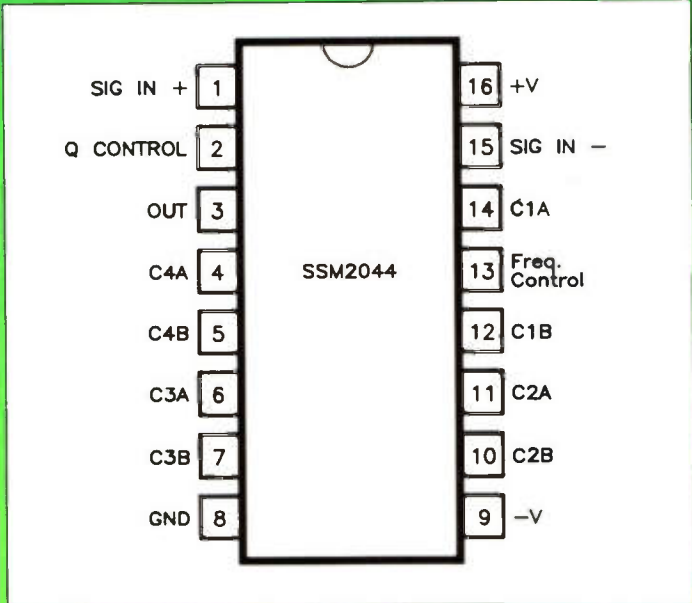 SIG IN + 1
Q CONTROL 2
OUT 3
C4A 4
C4B 5
C3A 6
C3B 7
GND 8
SSM2044
16 +V
15 SIG IN −
14 C1A
13 Freq.
Control
12 C1B
11 C2A
10 C2B
9 −V